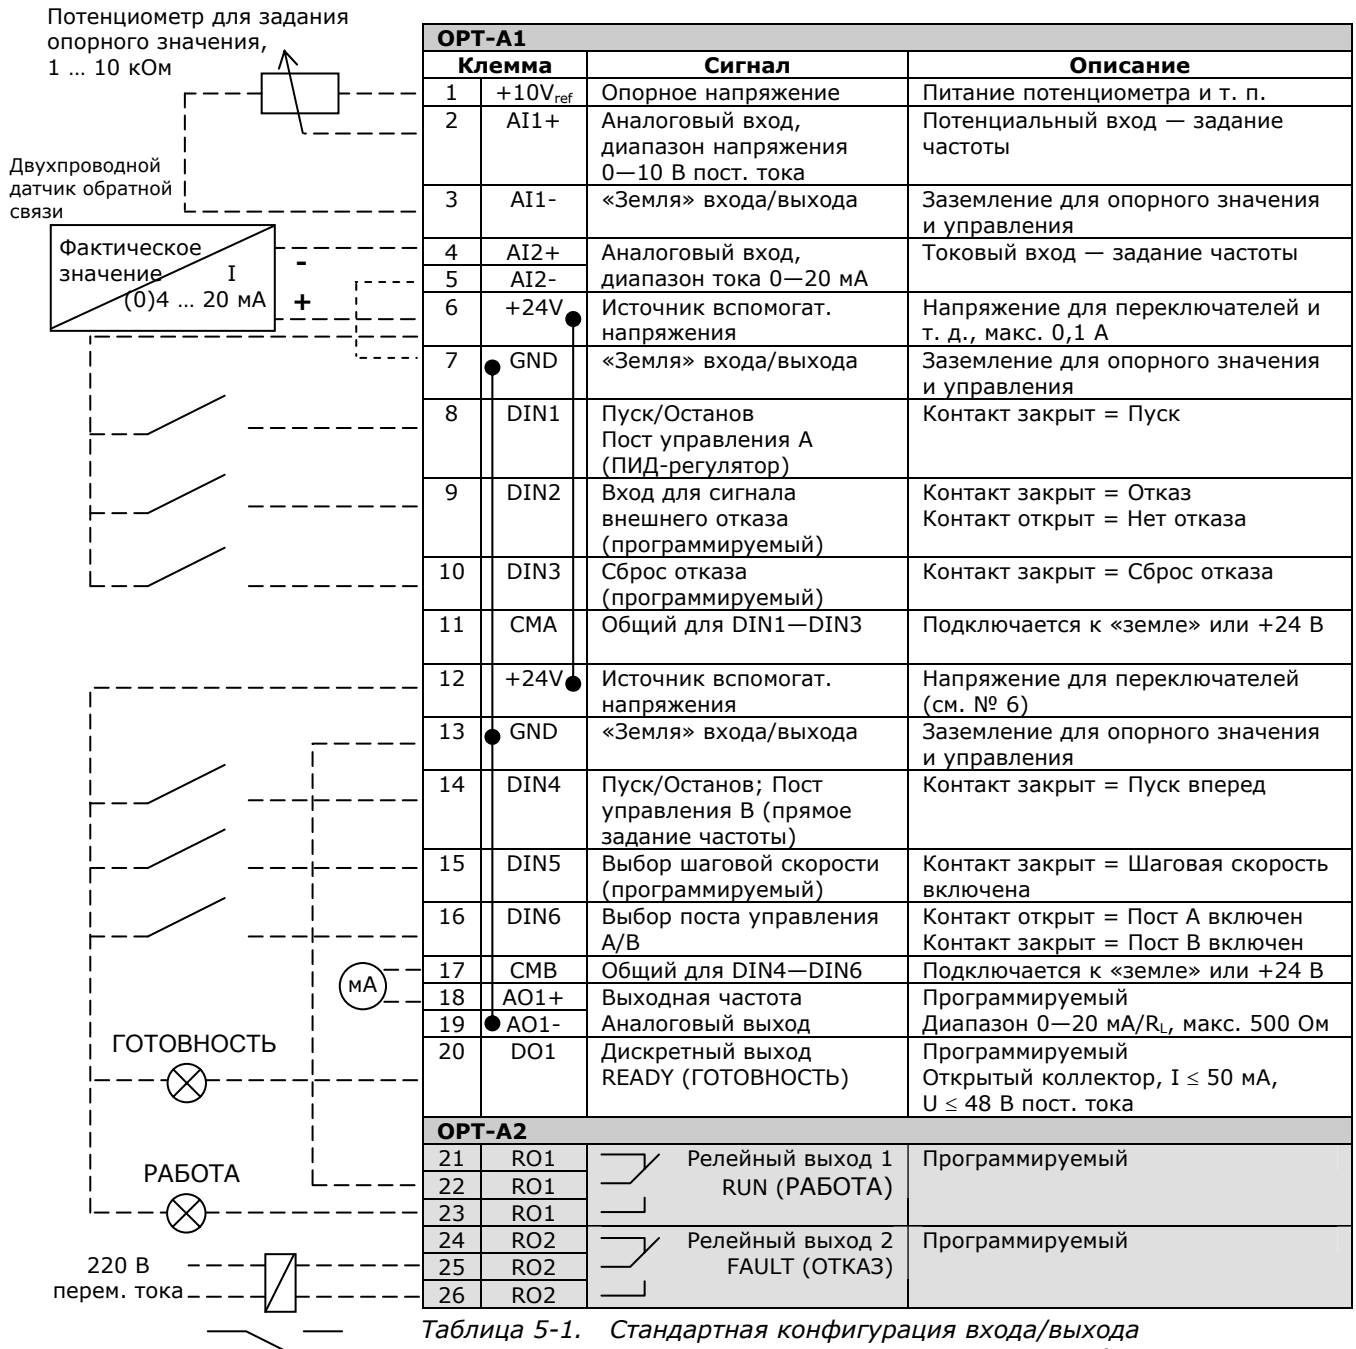 Потенциометр для задания
опорного значения,
1 ... 10 кОм
Двухпроводной
датчик обратной
связи
Фактическое
значение I
(0)4 ... 20 мА
-
+
мА
ГОТОВНОСТЬ
РАБОТА
220 В
перем. тока
OPT-A1
Клемма Сигнал Описание
1 +10Vref Опорное напряжение Питание потенциометра и т. п.
2 AI1+ Аналоговый вход, Потенциальный вход — задание
диапазон напряжения частоты
0—10 В пост. тока
3 AI1- «Земля» входа/выхода Заземление для опорного значения
и управления
4 AI2+ Аналоговый вход, Токовый вход — задание частоты
5 AI2- диапазон тока 0—20 мА
6 +24V Источник вспомогат. Напряжение для переключателей и
напряжения т. д., макс. 0,1 А
7 GND «Земля» входа/выхода Заземление для опорного значения
и управления
8 DIN1 Пуск/Останов Контакт закрыт = Пуск
Пост управления А
(ПИД-регулятор)
9 DIN2 Вход для сигнала Контакт закрыт = Отказ
внешнего отказа Контакт открыт = Нет отказа
(программируемый)
10 DIN3 Сброс отказа Контакт закрыт = Сброс отказа
(программируемый)
11 CMA Общий для DIN1—DIN3 Подключается к «земле» или +24 В
12 +24V Источник вспомогат. Напряжение для переключателей
напряжения (см. № 6)
13 GND «Земля» входа/выхода Заземление для опорного значения
и управления
14 DIN4 Пуск/Останов; Пост Контакт закрыт = Пуск вперед
управления В (прямое
задание частоты)
15 DIN5 Выбор шаговой скорости Контакт закрыт = Шаговая скорость
(программируемый) включена
16 DIN6 Выбор поста управления Контакт открыт = Пост А включен
А/В Контакт закрыт = Пост В включен
17 CMB Общий для DIN4—DIN6 Подключается к «земле» или +24 В
18 AO1+ Выходная частота Программируемый
19 AO1- Аналоговый выход Диапазон 0—20 мА/RL, макс. 500 Ом
20 DO1 Дискретный выход Программируемый
READY (ГОТОВНОСТЬ) Открытый коллектор, I ≤ 50 мА,
U ≤ 48 В пост. тока
OPT-A2
21 RO1 Релейный выход 1 Программируемый
22 RO1 RUN (РАБОТА)
23 RO1
24 RO2 Релейный выход 2 Программируемый
25 RO2 FAULT (ОТКАЗ)
26 RO2
Таблица 5-1. Стандартная конфигурация входа/выхода